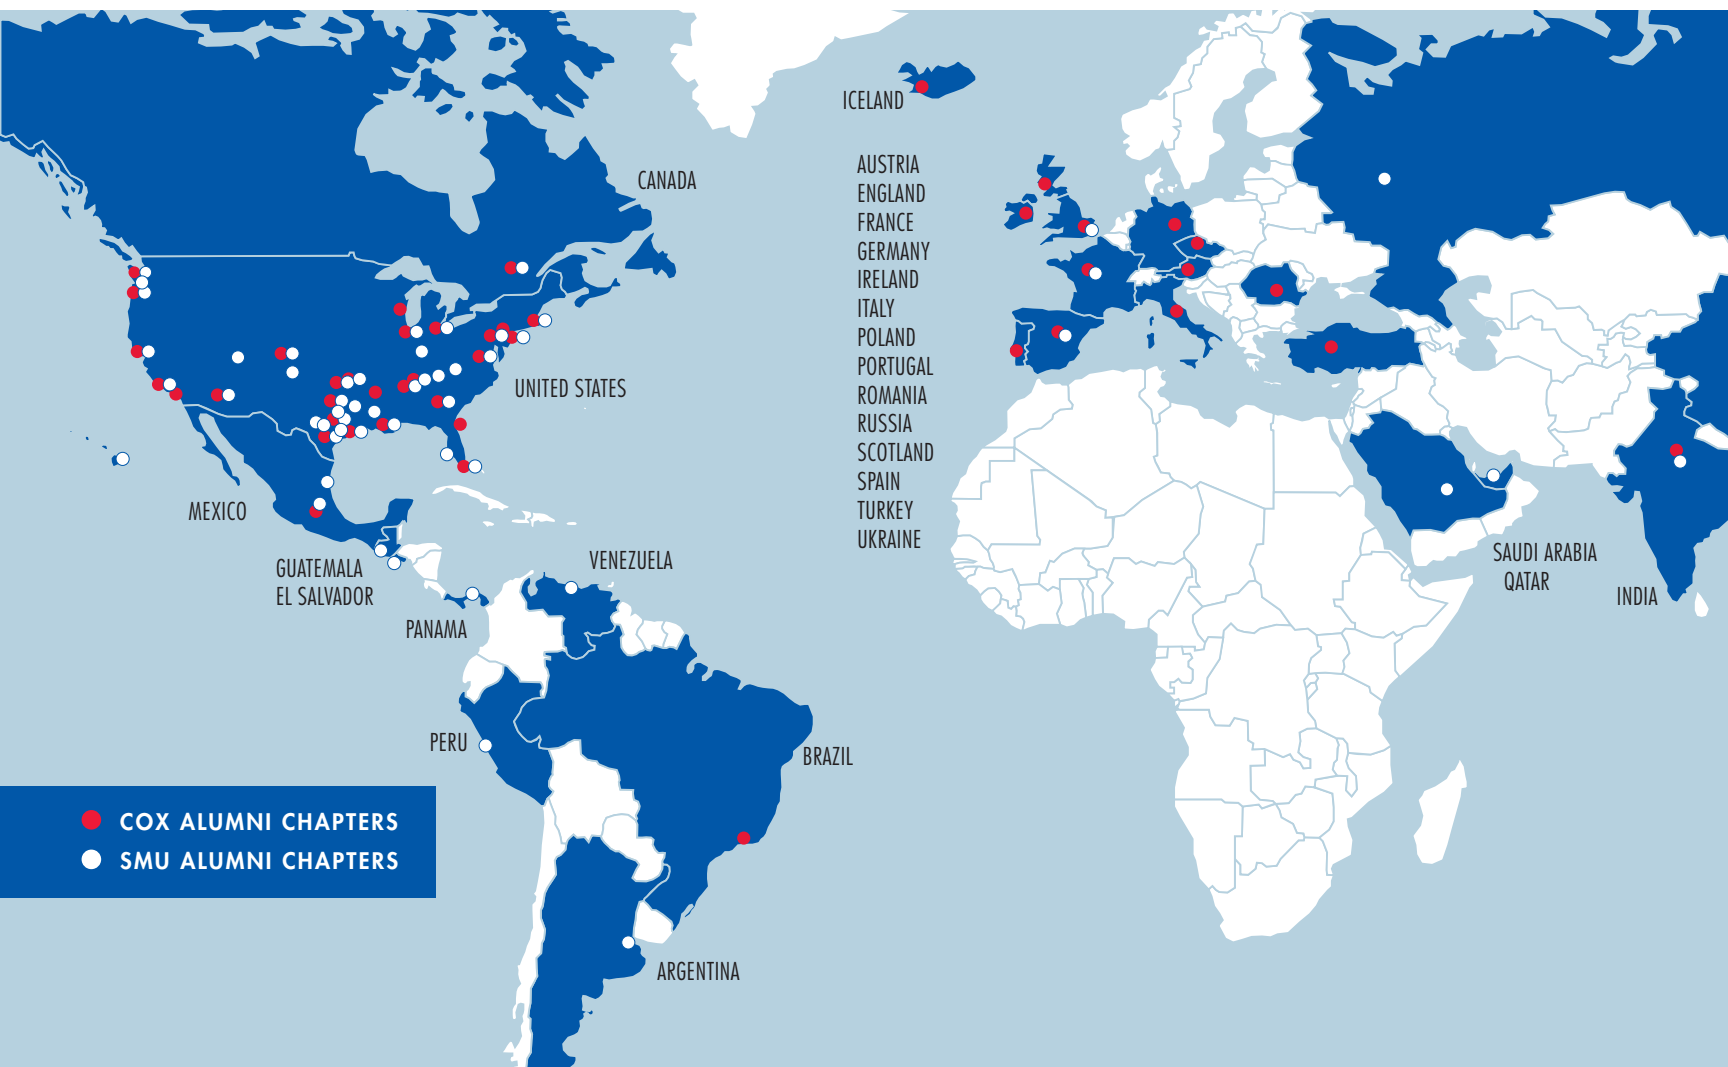 ICELAND
AUSTRIA
ENGLAND
FRANCE
GERMANY
IRELAND
ITALY
POLAND
PORTUGAL
ROMANIA
RUSSIA
SCOTLAND
SPAIN
TURKEY
UKRAINE
CANADA
UNITED STATES
MEXICO
GUATEMALA
EL SALVADOR
VENEZUELA
PANAMA
SAUDI ARABIA
QATAR
INDIA
PERU
BRAZIL
ARGENTINA
COX ALUMNI CHAPTERS
SMU ALUMNI CHAPTERS